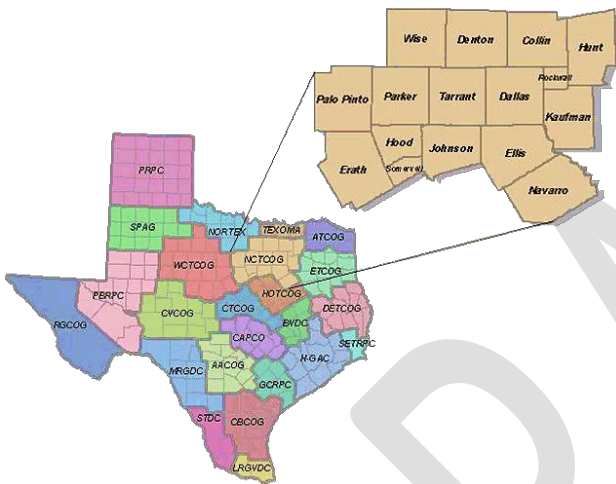 Wise
Denton
Collin
Hunt
Rockwall
Palo Pinto
Parker
Tarrant
Dallas
Kaufman
Hood
Johnson
Ellis
Erath
Somervell
Navarro
PRPC
SPAG
NORTEX
TEXOMA
ATCOG
WCTCOG
NCTCOG
ETCOG
PBRPC
HOTCOG
RGCOG
CVCOG
CTCOG
BVDC
DETCOG
CAPCO
SETRPC
MRGDC
AACOG
H-GAC
GCRPC
STDC
CBCOG
LRGVDC